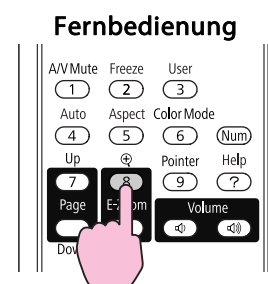 Fernbedienung
A/V Mute Freeze User
1 2 3
Auto Aspect Color Mode
4 5 6 Num
Up Pointer Help
7 8 9 ?
Page Volume